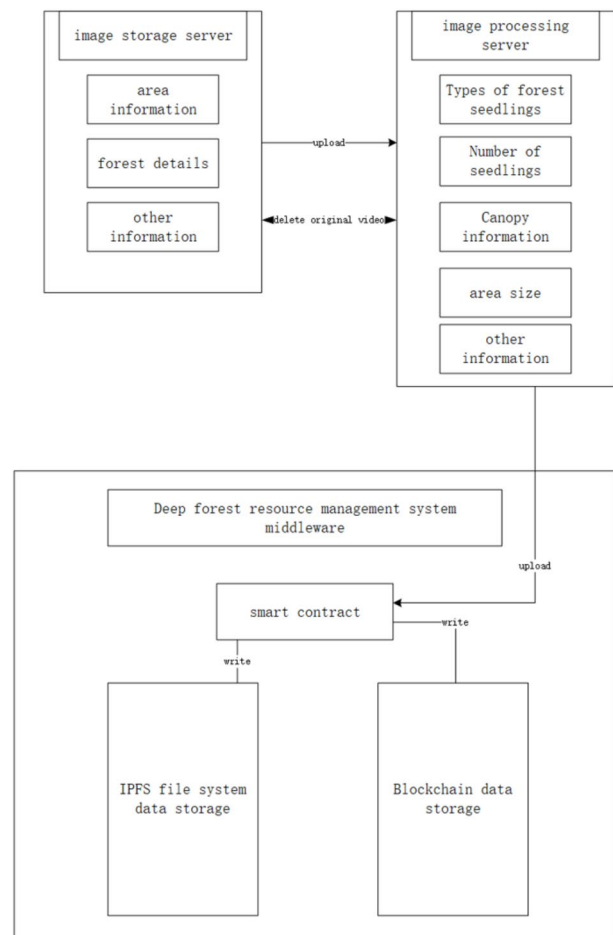 image storage server
area
information
forest details
other
information
upload
delete original video
image processing
server
Types of forest
seedlings
Number of
seedlings
Canopy
information
area size
other
information
Deep forest resource management system
middleware
upload
smart contract
write
write
IPFS file system
data storage
Blockchain data
storage